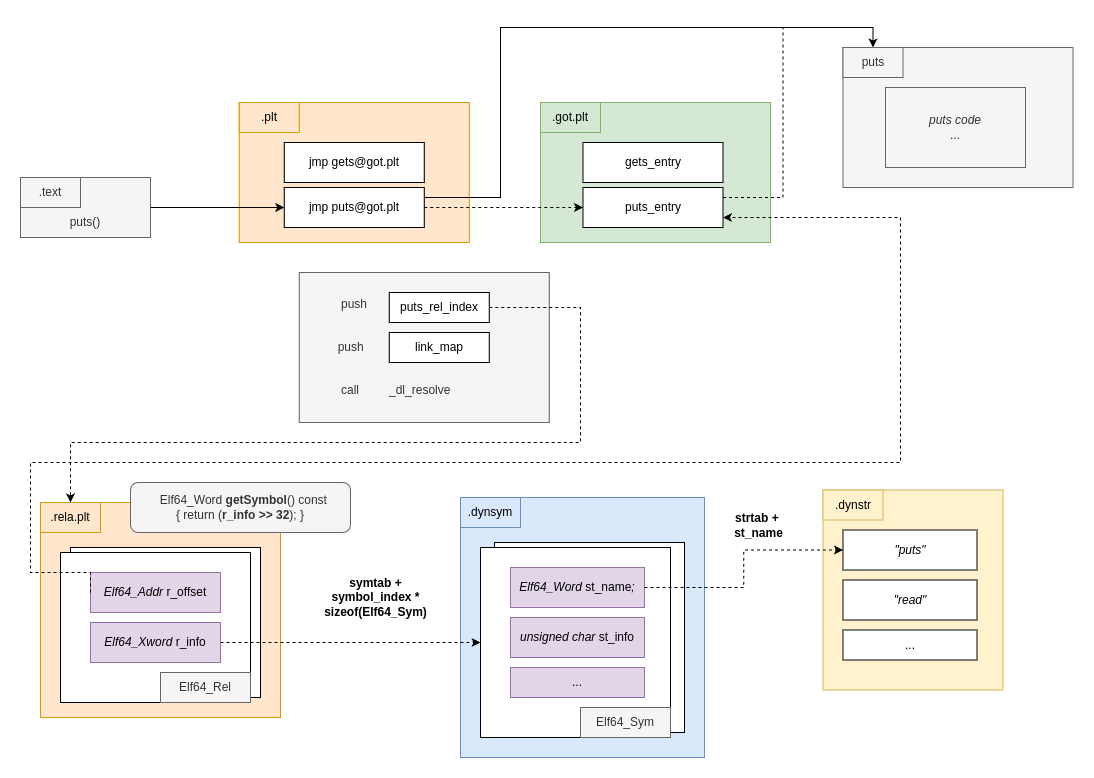 puts
puts code
...
.plt
jmp gets@got.plt
jmp puts@got.plt
.got.plt
gets_entry
puts_entry
.text
puts()
push
puts_rel_index
push
link_map
call
_dl_resolve
.rela.plt
Elf64_Word getSymbol() const
{ return (r_info >> 32); }
Elf64_Addr r_offset
Elf64_Xword r_info
Elf64_Rel
symtab +
symbol_index *
sizeof(Elf64_Sym)
.dynsym
Elf64_Word st_name;
unsigned char st_info
...
Elf64_Sym
strtab +
st_name
.dynstr
"puts"
"read"
...